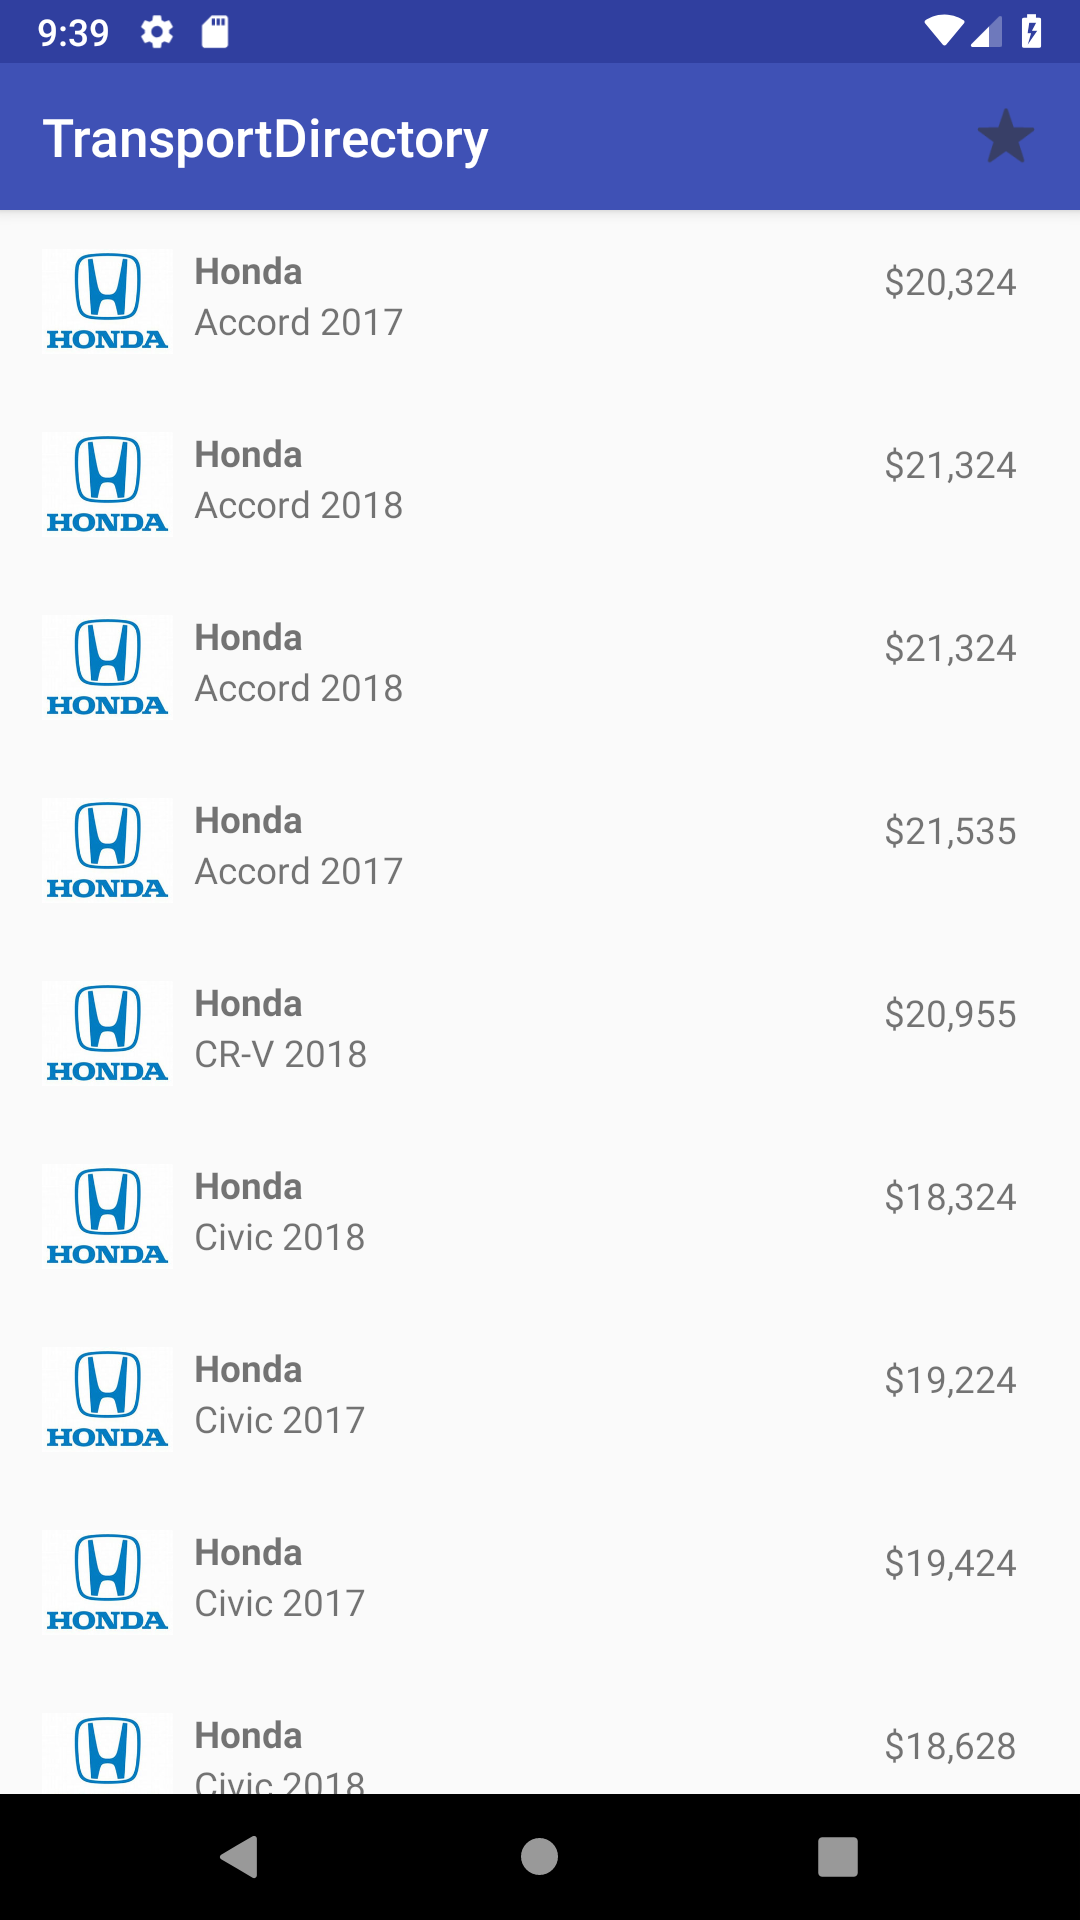 9:39
TransportDirectory
HONDA
Honda
Accord 2017
$20,324
HONDA
Honda
Accord 2018
$21,324
HONDA
Honda
Accord 2018
$21,324
HONDA
Honda
Accord 2017
$21,535
HONDA
Honda
CR-V 2018
$20,955
HONDA
Honda
Civic 2018
$18,324
HONDA
Honda
Civic 2017
$19,224
HONDA
Honda
Civic 2017
$19,424
Honda
Civic 2018
$18,628